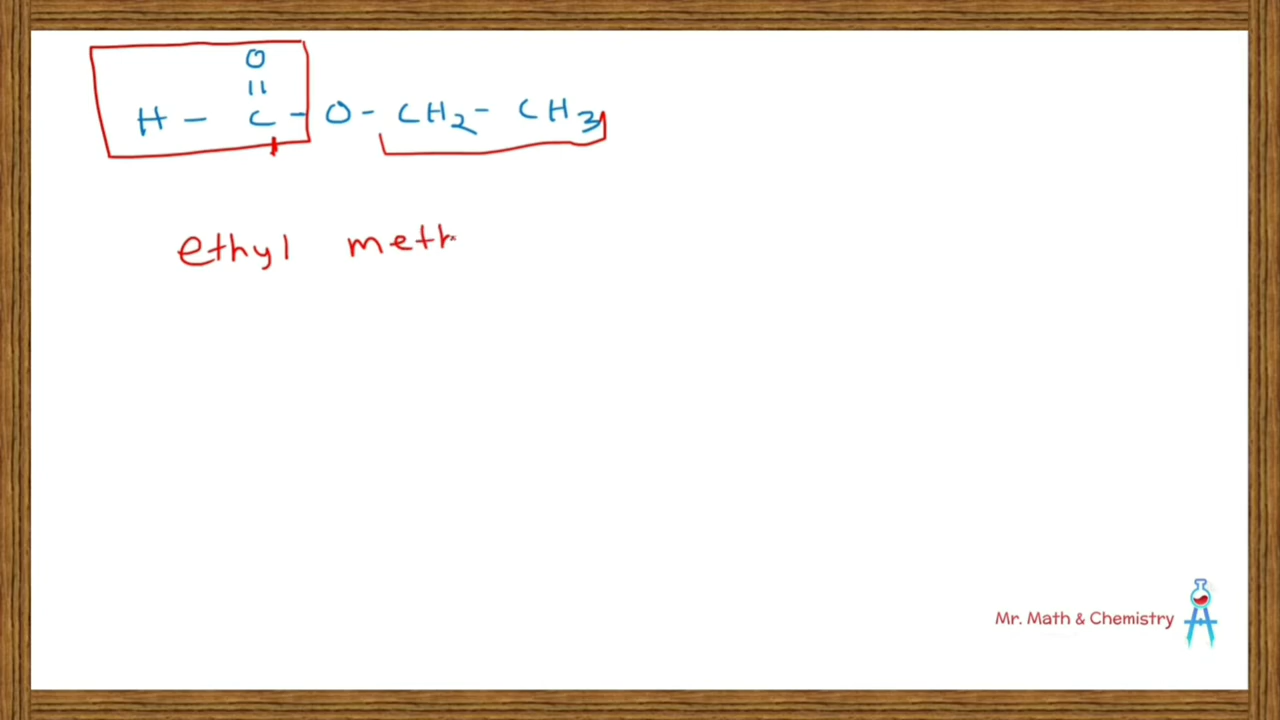 O
||
H - C - O - CH2 - CH3
ethyl meth
Mr. Math & Chemistry